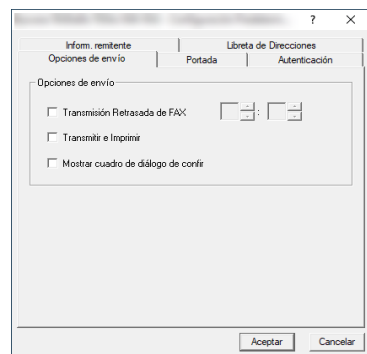 ? ×
Inform. remitente Libreta de Direcciones
Opciones de envío Portada Autenticación
Opciones de envío
Transmisión Retrasada de FAX :
Transmitir e Imprimir
Mostrar cuadro de diálogo de confir
Aceptar Cancelar